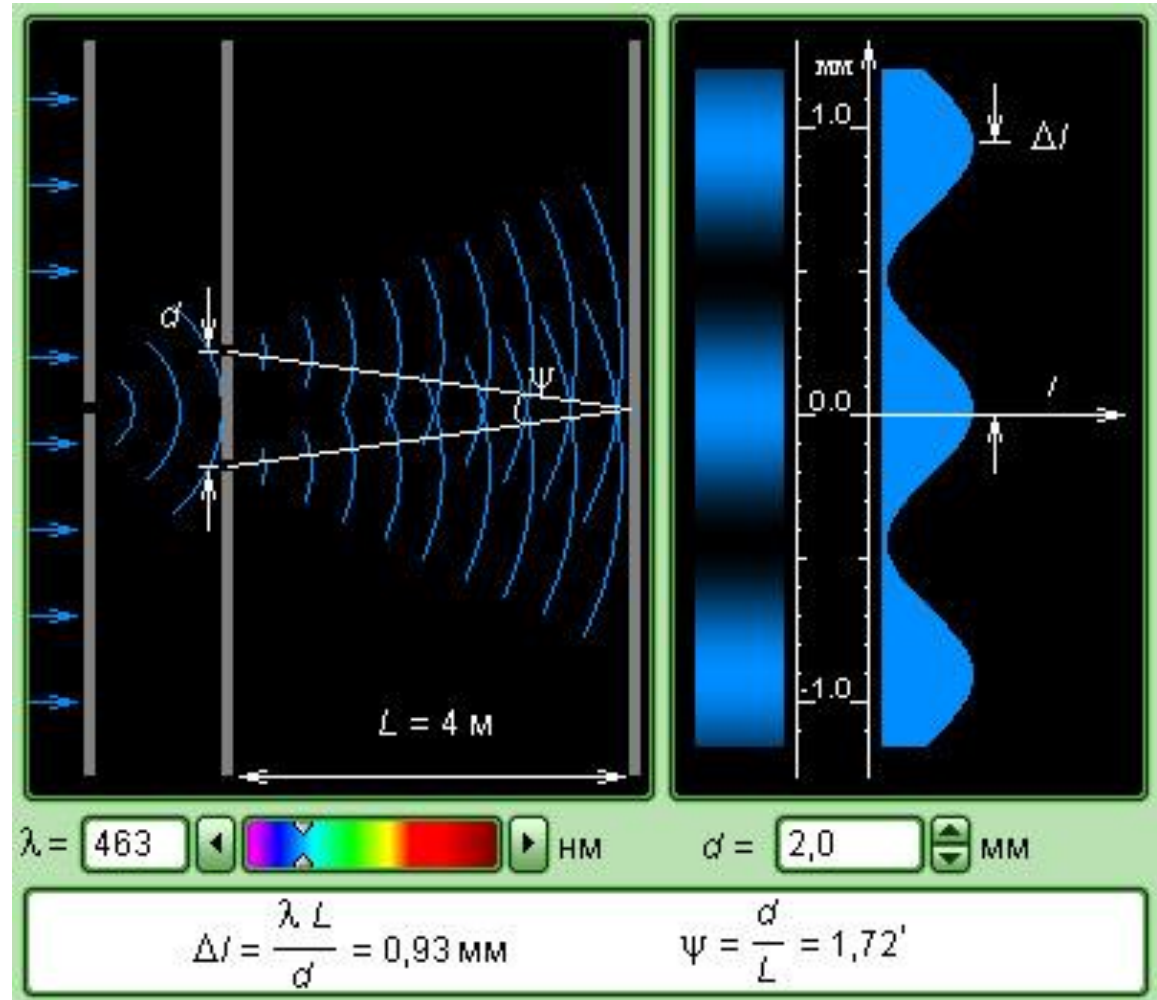 d
ψ
L = 4 м
мм
1.0
Δl
0.0
l
-1.0
λ = 463 нм
d = 2,0 мм
Δl = λ L / d = 0,93 мм
ψ = d / L = 1,72'